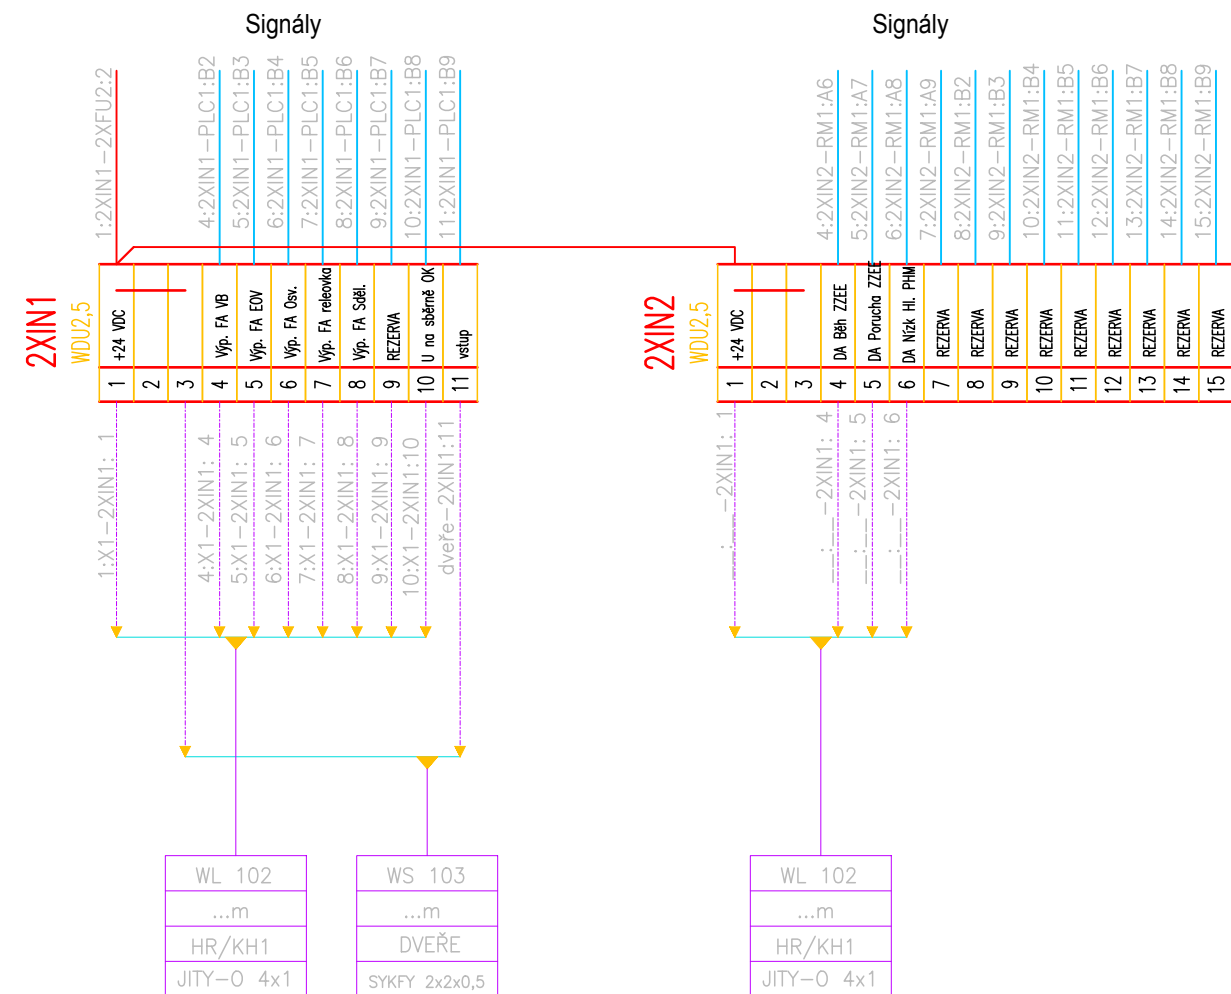 Signály
Signály
1:2XIN1-2XFU2:2
4:2XIN1-PLC1:B2
5:2XIN1-PLC1:B3
6:2XIN1-PLC1:B4
7:2XIN1-PLC1:B5
8:2XIN1-PLC1:B6
9:2XIN1-PLC1:B7
10:2XIN1-PLC1:B8
11:2XIN1-PLC1:B9
4:2XIN2-RM1:A6
5:2XIN2-RM1:A7
6:2XIN2-RM1:A8
7:2XIN2-RM1:A9
8:2XIN2-RM1:B2
9:2XIN2-RM1:B3
10:2XIN2-RM1:B4
11:2XIN2-RM1:B5
12:2XIN2-RM1:B6
13:2XIN2-RM1:B7
14:2XIN2-RM1:B8
15:2XIN2-RM1:B9
2XIN1
WDU2,5
+24 VDC
Výp. FA VB
Výp. FA EOV
Výp. FA Osv.
Výp. FA releovka
Výp. FA Sděl.
REZERVA
U na sběrně OK
vstup
1
2
3
4
5
6
7
8
9
10
11
2XIN2
WDU2,5
+24 VDC
DA Běh ZZEE
DA Porucha ZZEE
DA Nízk Hl. PHM
REZERVA
REZERVA
REZERVA
REZERVA
REZERVA
REZERVA
REZERVA
REZERVA
REZERVA
1
2
3
4
5
6
7
8
9
10
11
12
13
14
15
1:X1-2XIN1: 1
4:X1-2XIN1: 4
5:X1-2XIN1: 5
6:X1-2XIN1: 6
7:X1-2XIN1: 7
8:X1-2XIN1: 8
9:X1-2XIN1: 9
10:X1-2XIN1:10
dveře-2XIN1:11
__:___-2XIN1: 1
__:___-2XIN1: 4
__:___-2XIN1: 5
__:___-2XIN1: 6
WL 102
...m
HR/KH1
JITY-O 4x1
WS 103
...m
DVEŘE
SYKFY 2x2x0,5
WL 102
...m
HR/KH1
JITY-O 4x1